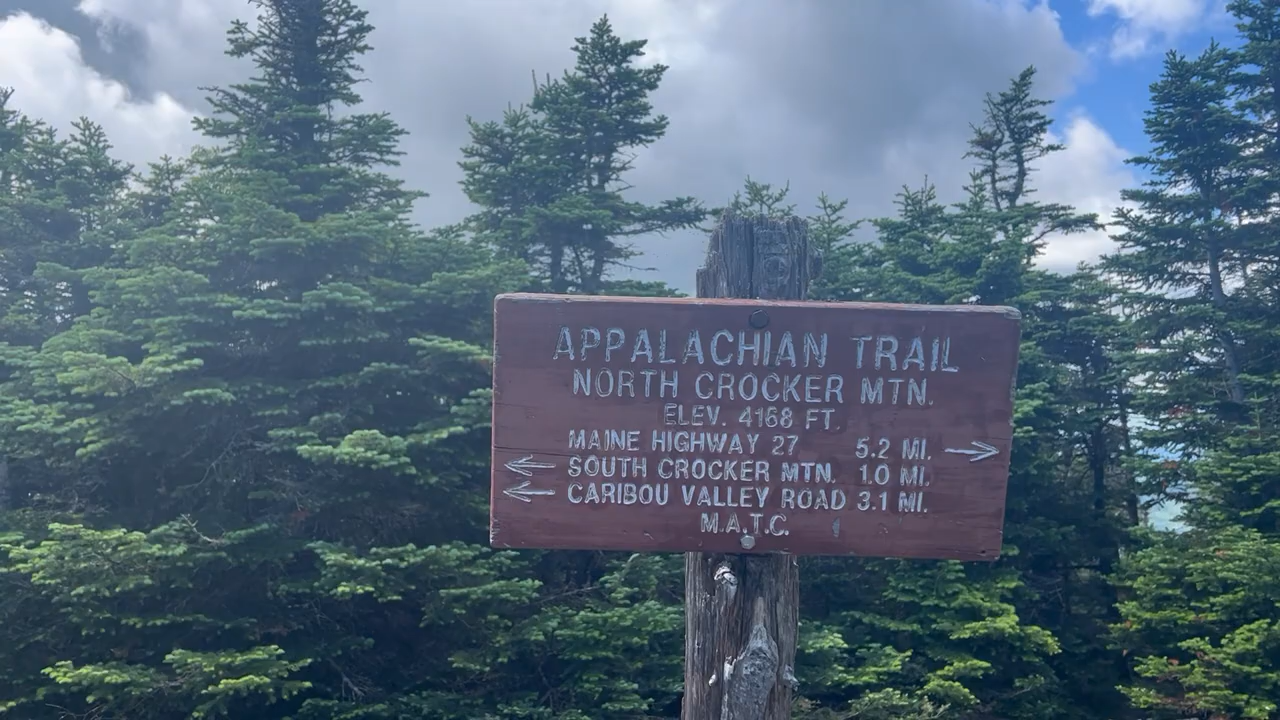 APPALACHIAN TRAIL
NORTH CROCKER MTN.
ELEV. 4168 FT.
MAINE HIGHWAY 27 5.2 MI. →
← SOUTH CROCKER MTN. 1.0 MI.
← CARIBOU VALLEY ROAD 3.1 MI.
M.A.T.C.